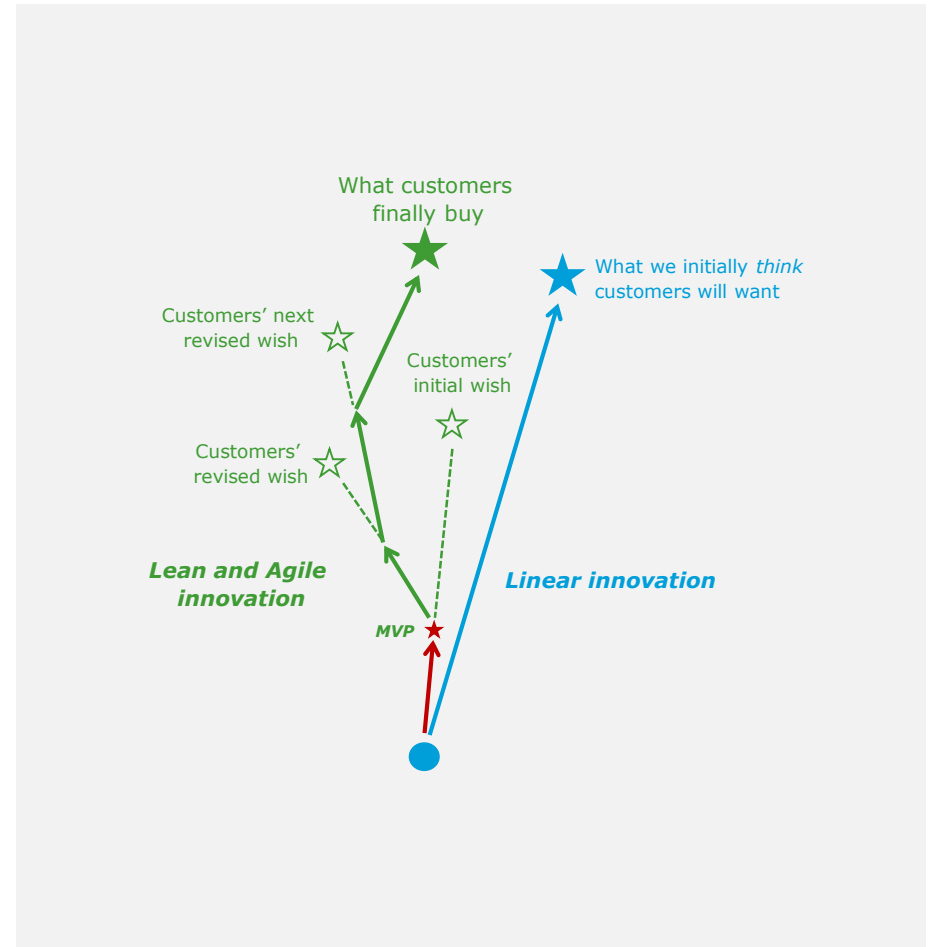 What customers
finally buy
What we initially think
customers will want
Customers’ next
revised wish
Customers’
initial wish
Customers’
revised wish
Lean and Agile
innovation
Linear innovation
MVP